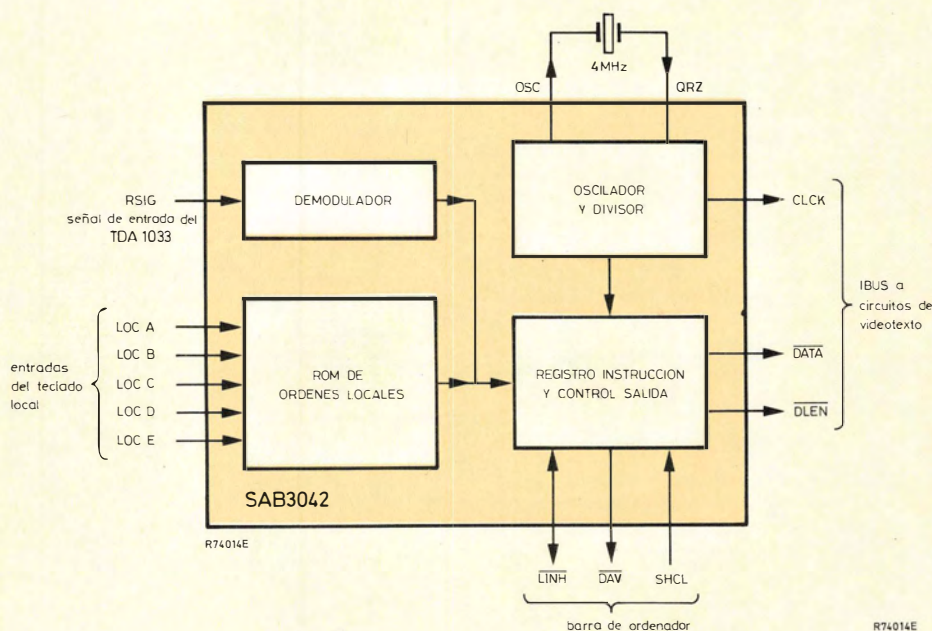 4MHz
OSC
QRZ
RSIG
señal de entrada del
TDA 1033
DEMODULADOR
OSCILADOR
Y DIVISOR
CLCK
IBUS a
circuitos de
videotexto
entradas
del teclado
local
LOC A
LOC B
LOC C
LOC D
LOC E
ROM DE
ORDENES LOCALES
REGISTRO INSTRUCCION
Y CONTROL SALIDA
DATA
DLEN
SAB3042
R74014E
LINH
DAV
SHCL
barra de ordenador
R74014E